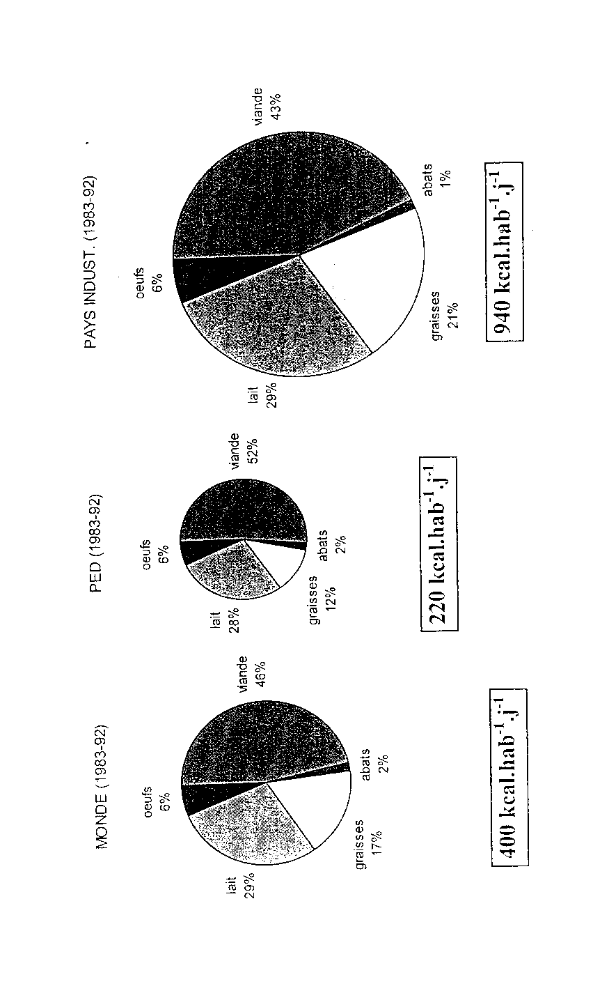 MONDE (1983-92)
oeufs
6%
viande
46%
lait
29%
graisses
17%
abats
2%
400 kcal.hab⁻¹.j⁻¹
PED (1983-92)
oeufs
6%
viande
52%
lait
28%
graisses
12%
abats
2%
220 kcal.hab⁻¹.j⁻¹
PAYS INDUST. (1983-92)
oeufs
6%
viande
43%
lait
29%
graisses
21%
abats
1%
940 kcal.hab⁻¹.j⁻¹